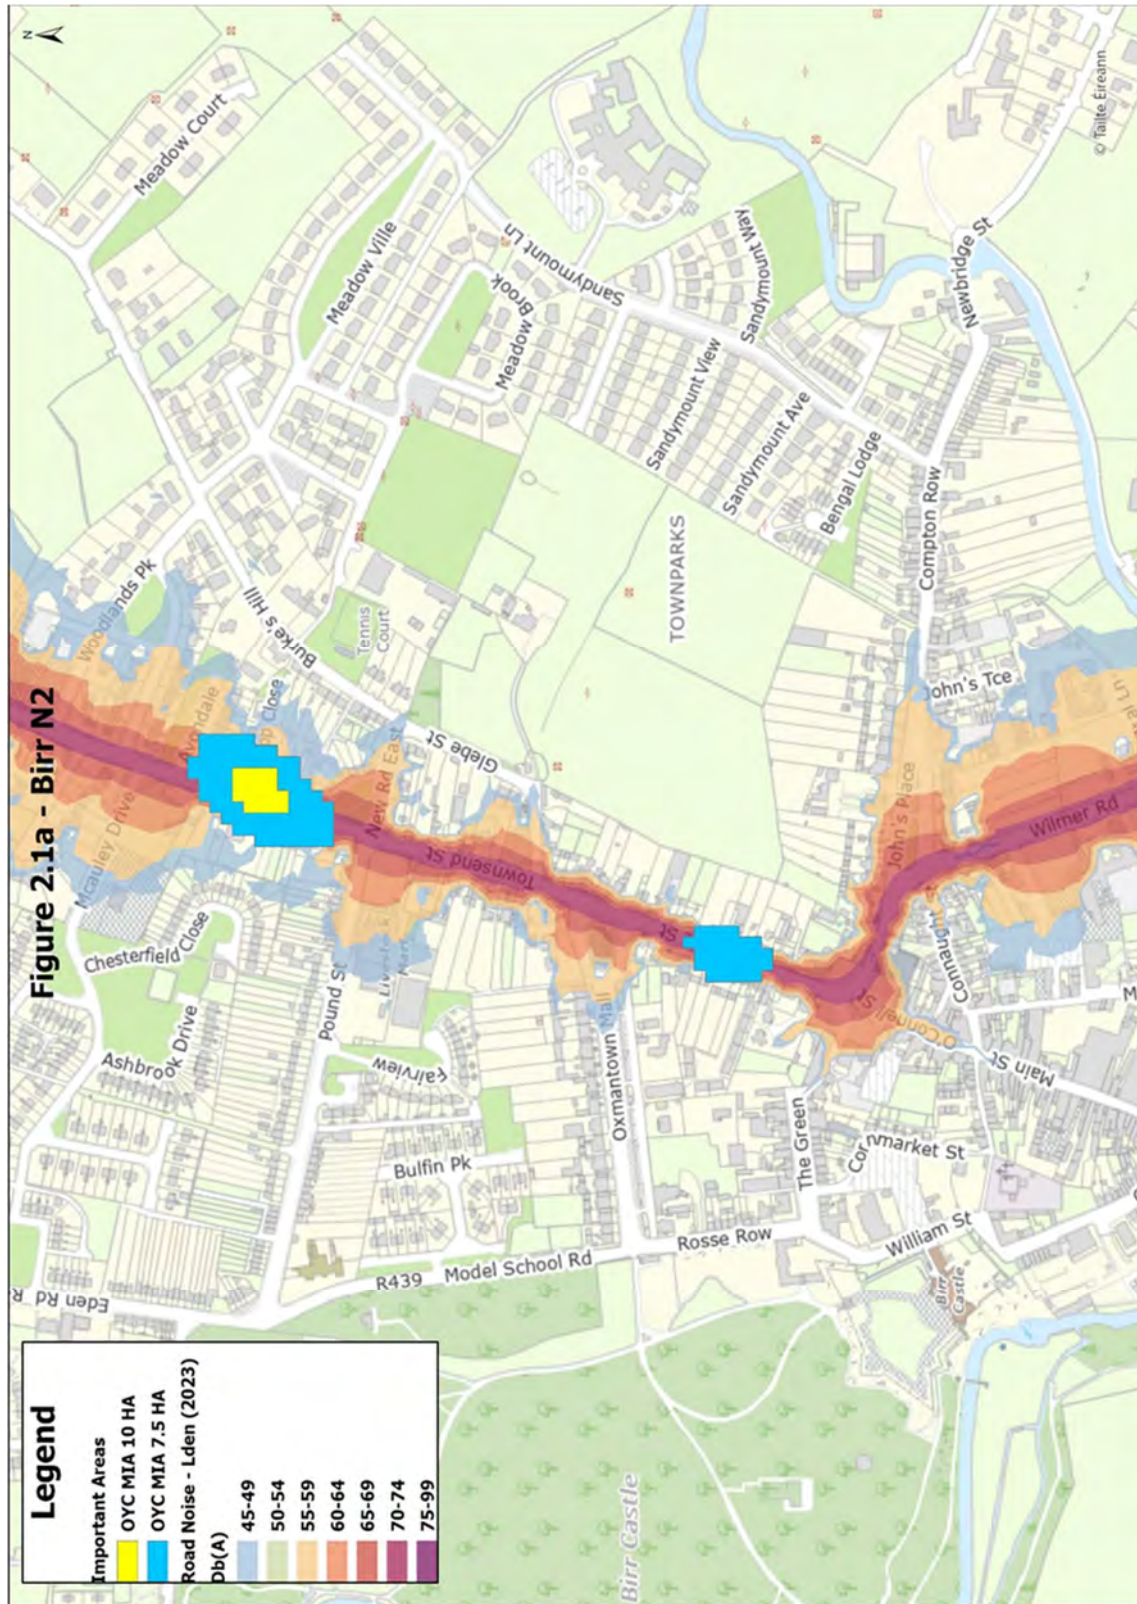 Figure 2.1a - Birr N2
N
Legend
Important Areas
OYC MIA 10 HA
OYC MIA 7.5 HA
Road Noise - Lden (2023)
Db(A)
45-49
50-54
55-59
60-64
65-69
70-74
75-99
Eden Rd
R439
Model School Rd
Rosse Row
William St
Birr
Castle
Birr Castle
Ashbrook Drive
Chesterfield Close
Mcauley Drive
Pound St
Fairview
Bulfin Pk
Oxmantown Mall
The Green
Cornmarket St
Main St
O'Connell St
Connaught
Avondale
Close
Woodlands Pk
New Rd East
Townsend St
St
Glebe St
Burke's Hill
Tennis
Court
John's Place
John's Tce
Wilmer Rd
TOWNPARKS
Meadow Court
Meadow Ville
Meadow Brook
Sandymount Ln
Sandymount View
Sandymount Way
Sandymount Ave
Bengal Lodge
Compton Row
Newbridge St
© Tailte Éireann